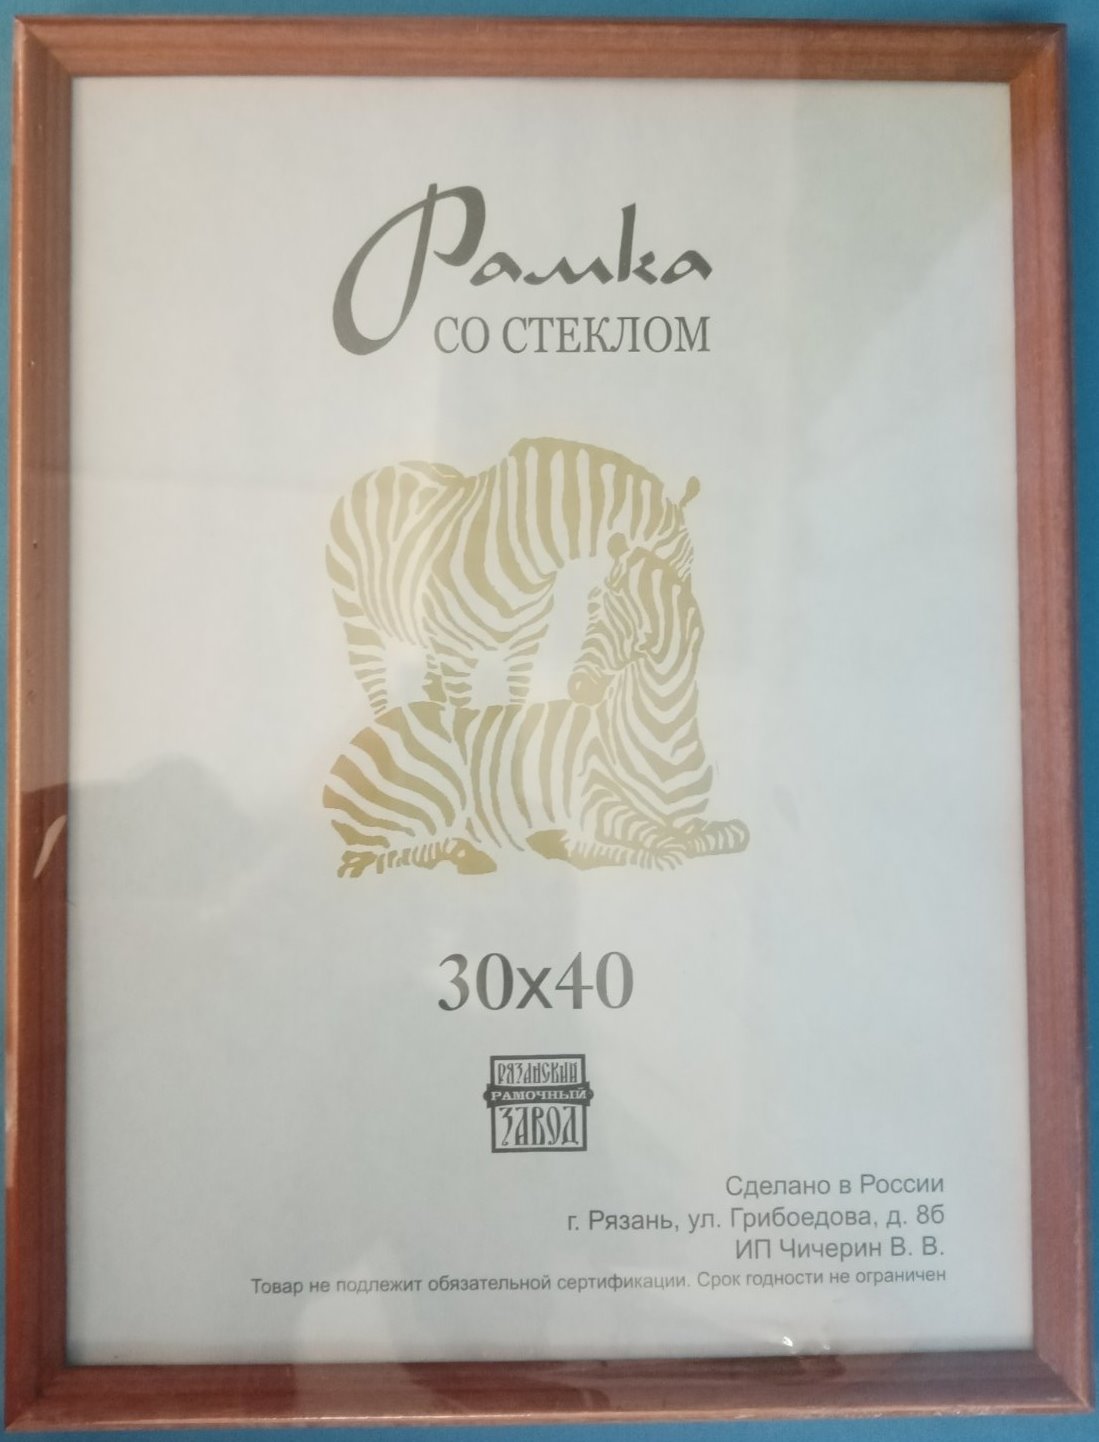 Рамка
СО СТЕКЛОМ
30х40
РЯЗАНСКИЙ
РАМОЧНЫЙ
ЗАВОД
Сделано в России
г. Рязань, ул. Грибоедова, д. 8б
ИП Чичерин В. В.
Товар не подлежит обязательной сертификации. Срок годности не ограничен